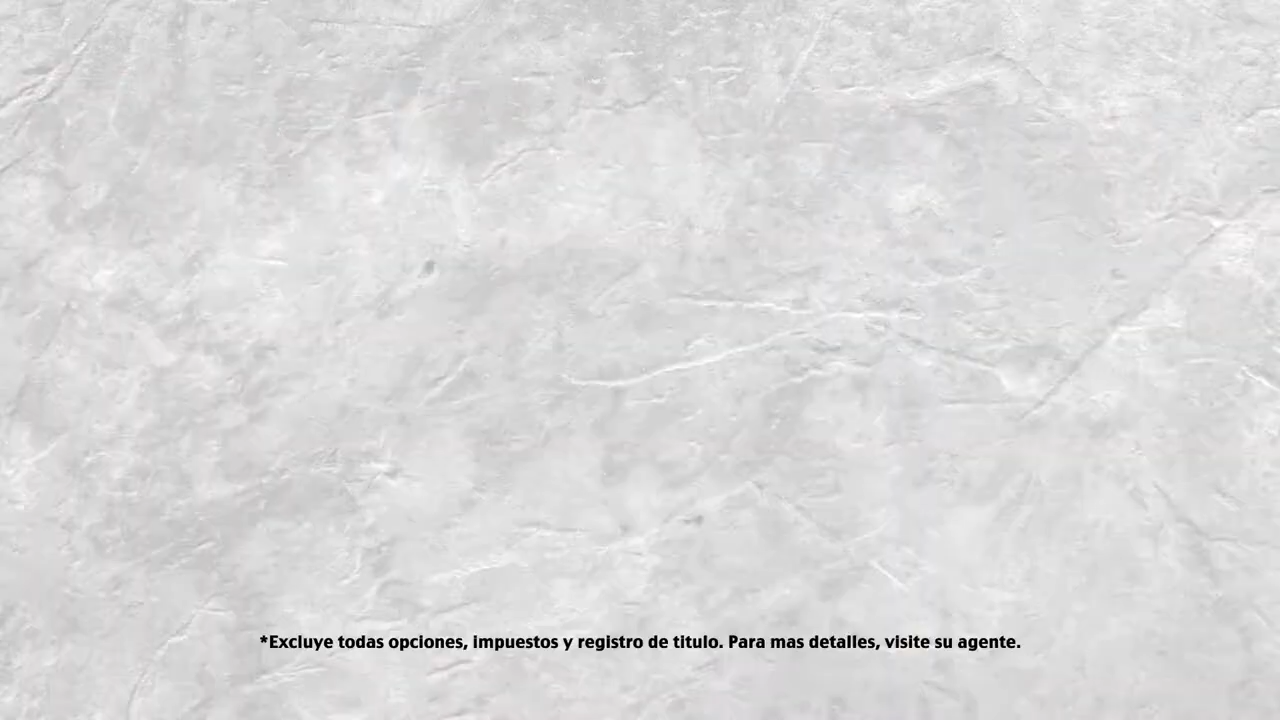 *Excluye todas opciones, impuestos y registro de titulo. Para mas detalles, visite su agente.